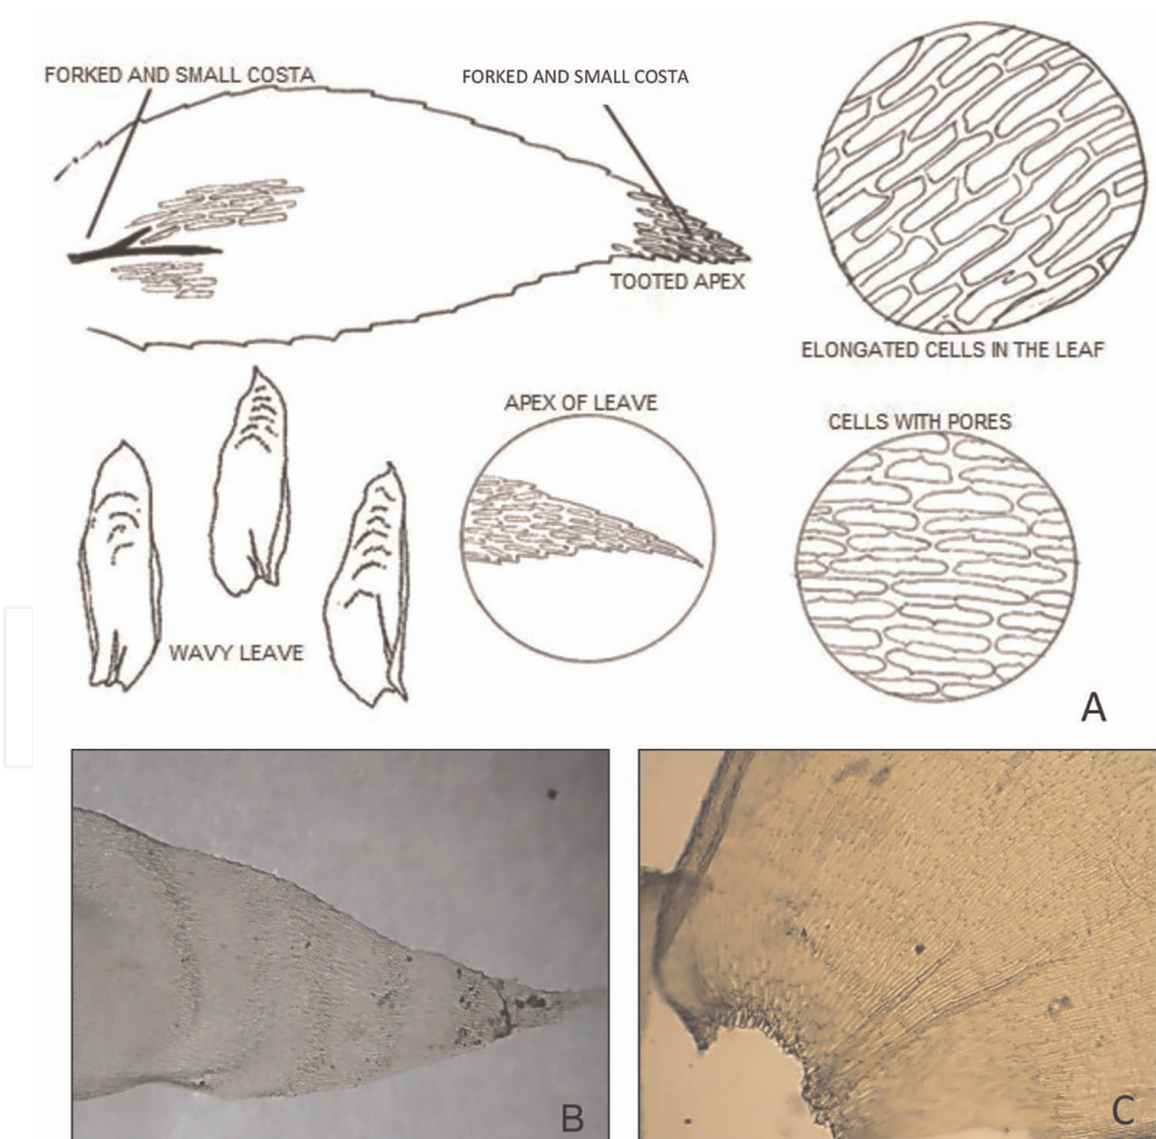 FORKED AND SMALL COSTA
FORKED AND SMALL COSTA
TOOTED APEX
ELONGATED CELLS IN THE LEAF
APEX OF LEAVE
CELLS WITH PORES
WAVY LEAVE
A
B
C